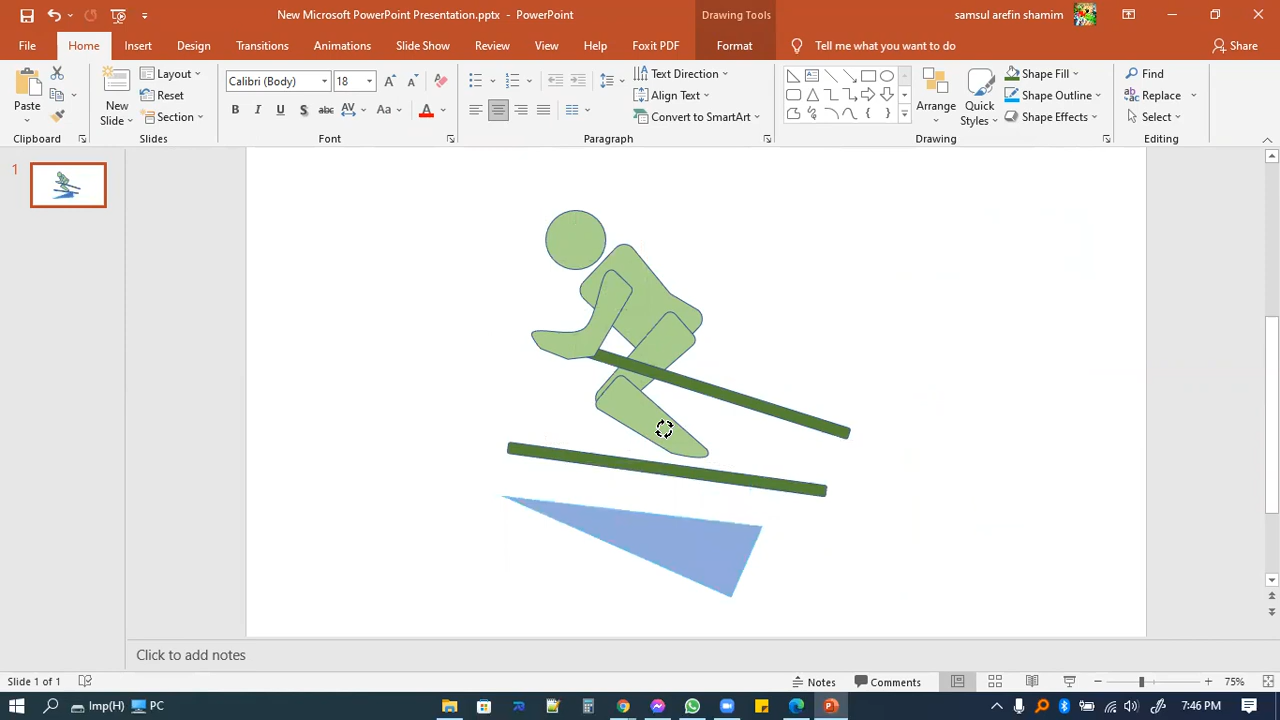 New Microsoft PowerPoint Presentation.pptx - PowerPoint
Drawing Tools
samsul arefin shamim
File
Home
Insert
Design
Transitions
Animations
Slide Show
Review
View
Help
Foxit PDF
Format
Tell me what you want to do
Share
Paste
New Slide
Layout
Reset
Section
Calibri (Body)
18
B I U S abc AV Aa A
Text Direction
Align Text
Convert to SmartArt
Arrange
Quick Styles
Shape Fill
Shape Outline
Shape Effects
Find
Replace
Select
Clipboard
Slides
Font
Paragraph
Drawing
Editing
1
Click to add notes
Slide 1 of 1
Notes
Comments
75%
Imp(H)
PC
7:46 PM